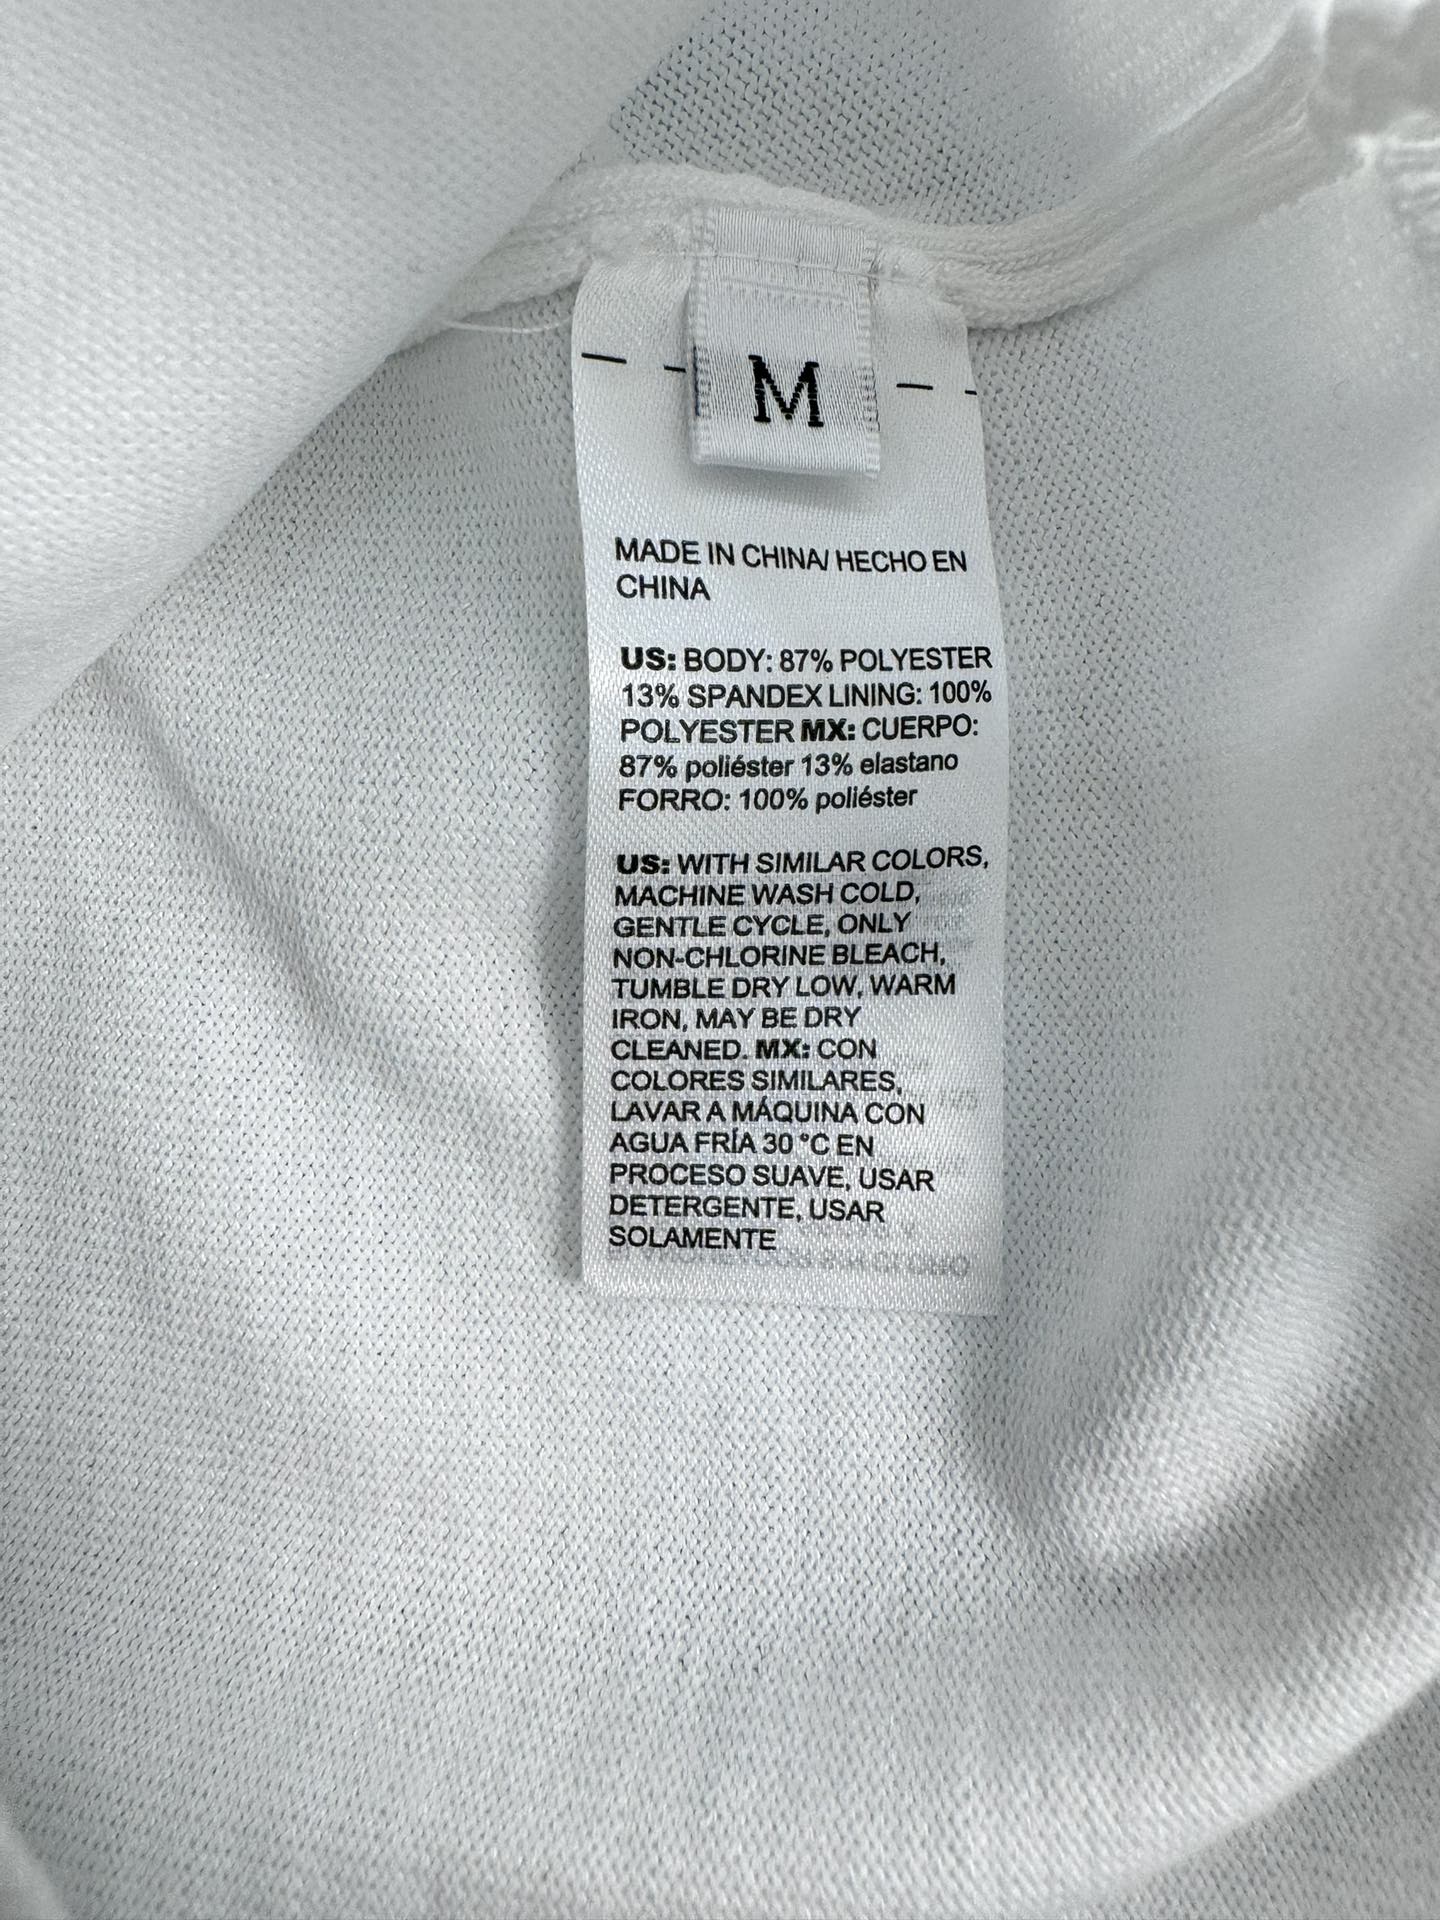 M
MADE IN CHINA/ HECHO EN
CHINA
US: BODY: 87% POLYESTER
13% SPANDEX LINING: 100%
POLYESTER MX: CUERPO:
87% poliéster 13% elastano
FORRO: 100% poliéster
US: WITH SIMILAR COLORS,
MACHINE WASH COLD,
GENTLE CYCLE, ONLY
NON-CHLORINE BLEACH,
TUMBLE DRY LOW, WARM
IRON, MAY BE DRY
CLEANED. MX: CON
COLORES SIMILARES,
LAVAR A MÁQUINA CON
AGUA FRÍA 30 °C EN
PROCESO SUAVE, USAR
DETERGENTE, USAR
SOLAMENTE